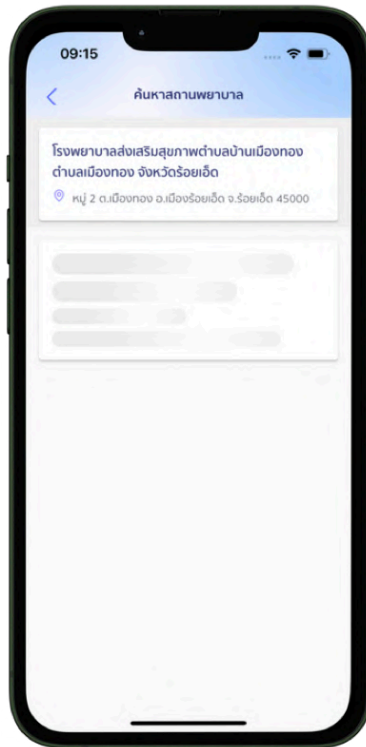 09:15
ค้นหาสถานพยาบาล
โรงพยาบาลส่งเสริมสุขภาพตำบลบ้านเมืองทอง
ตำบลเมืองทอง จังหวัดร้อยเอ็ด
หมู่ 2 ต.เมืองทอง อ.เมืองร้อยเอ็ด จ.ร้อยเอ็ด 45000